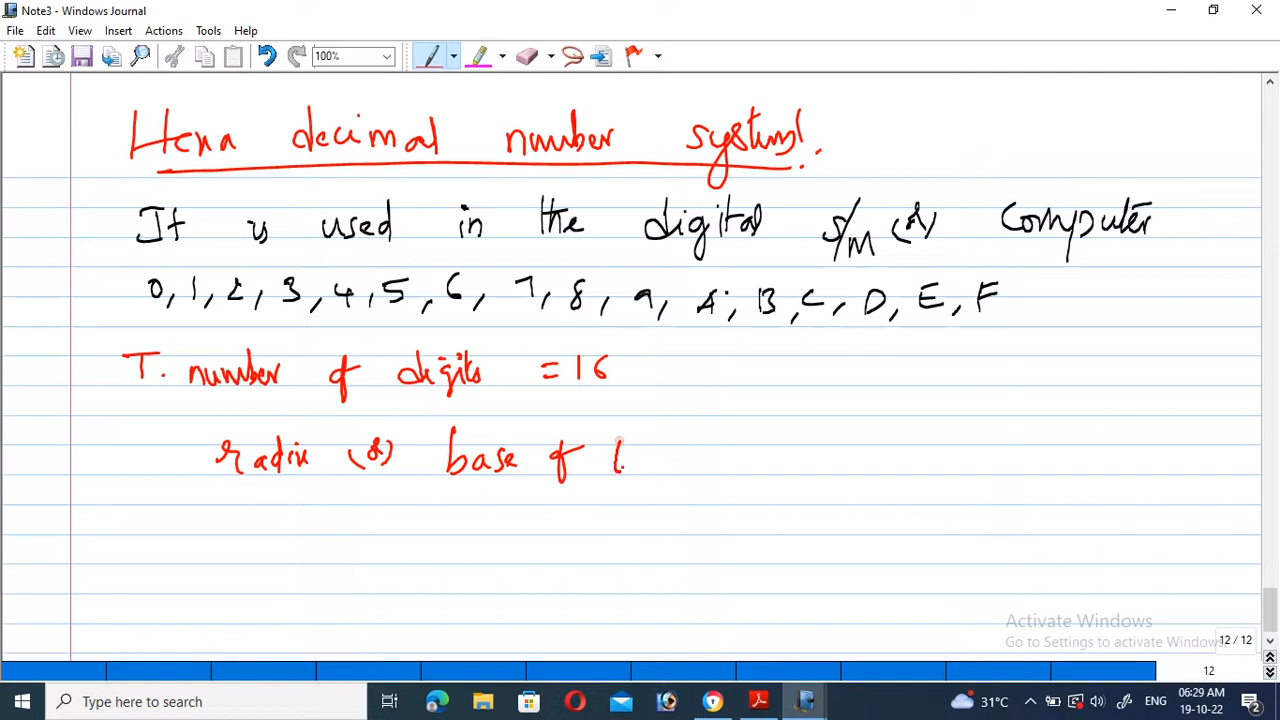 Note3 - Windows Journal
File Edit View Insert Actions Tools Help
100%
Hexa decimal number system:
It is used in the digital S/M (or) Computer
0, 1, 2, 3, 4, 5, 6, 7, 8, 9, A, B, C, D, E, F
T. number of digits = 16
radix (or) base of
Activate Windows
Go to Settings to activate Windows.
12 / 12
12
Type here to search
31°C
ENG
06:29 AM
19-10-22
2